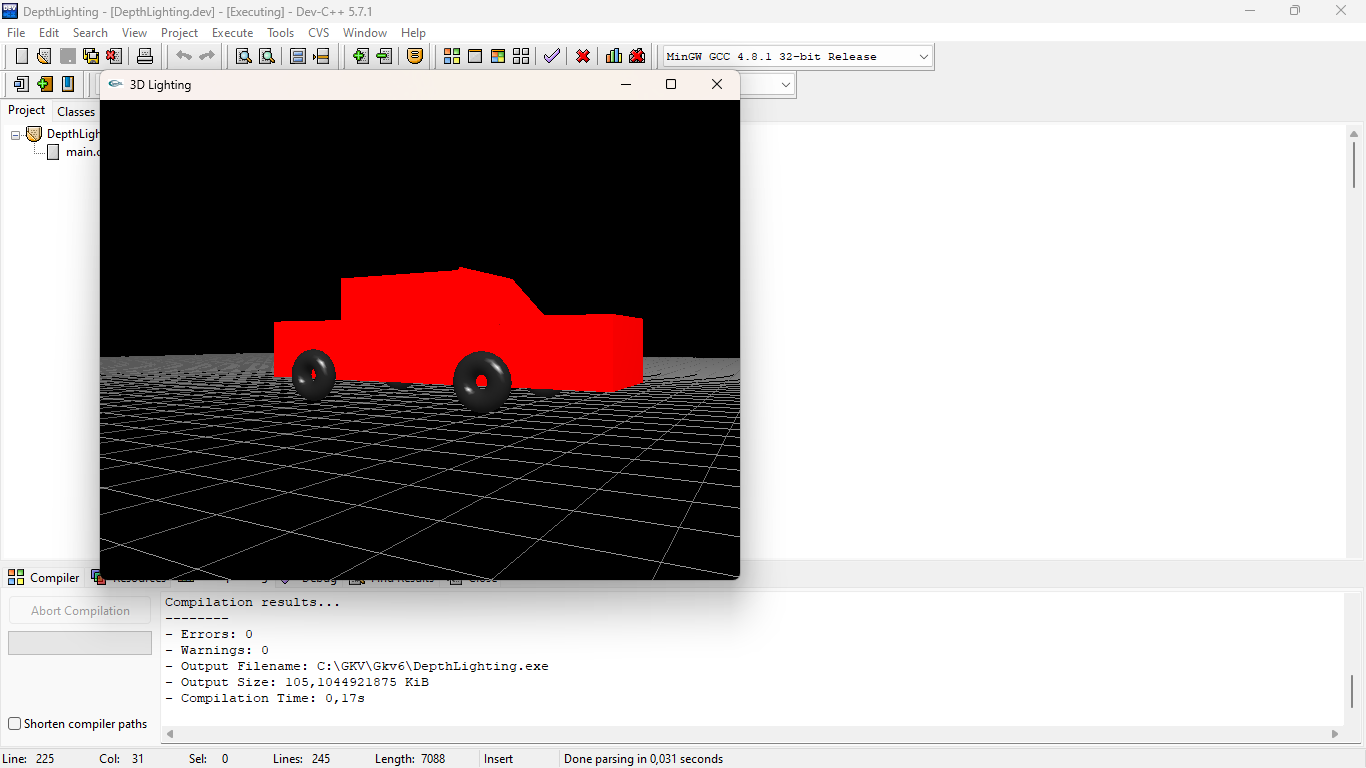 DepthLighting - [DepthLighting.dev] - [Executing] - Dev-C++ 5.7.1
File Edit Search View Project Execute Tools CVS Window Help
MinGW GCC 4.8.1 32-bit Release
3D Lighting
Project Classes
DepthLigh
main.c
Compiler
Abort Compilation
Shorten compiler paths
Compilation results...
--------
- Errors: 0
- Warnings: 0
- Output Filename: C:\GKV\Gkv6\DepthLighting.exe
- Output Size: 105,1044921875 KiB
- Compilation Time: 0,17s
Line: 225 Col: 31 Sel: 0 Lines: 245 Length: 7088 Insert Done parsing in 0,031 seconds